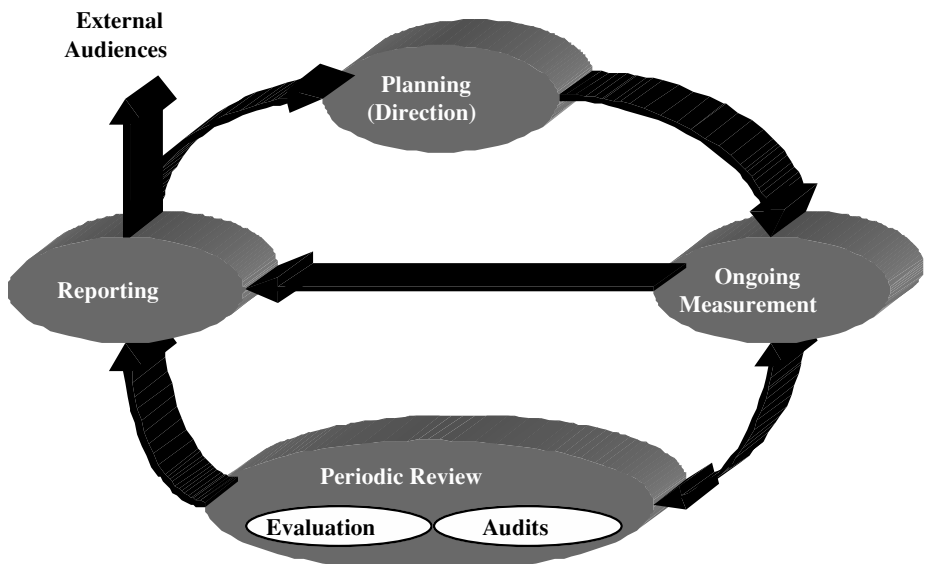 External
Audiences
Planning
(Direction)
Reporting
Ongoing
Measurement
Periodic Review
Evaluation
Audits